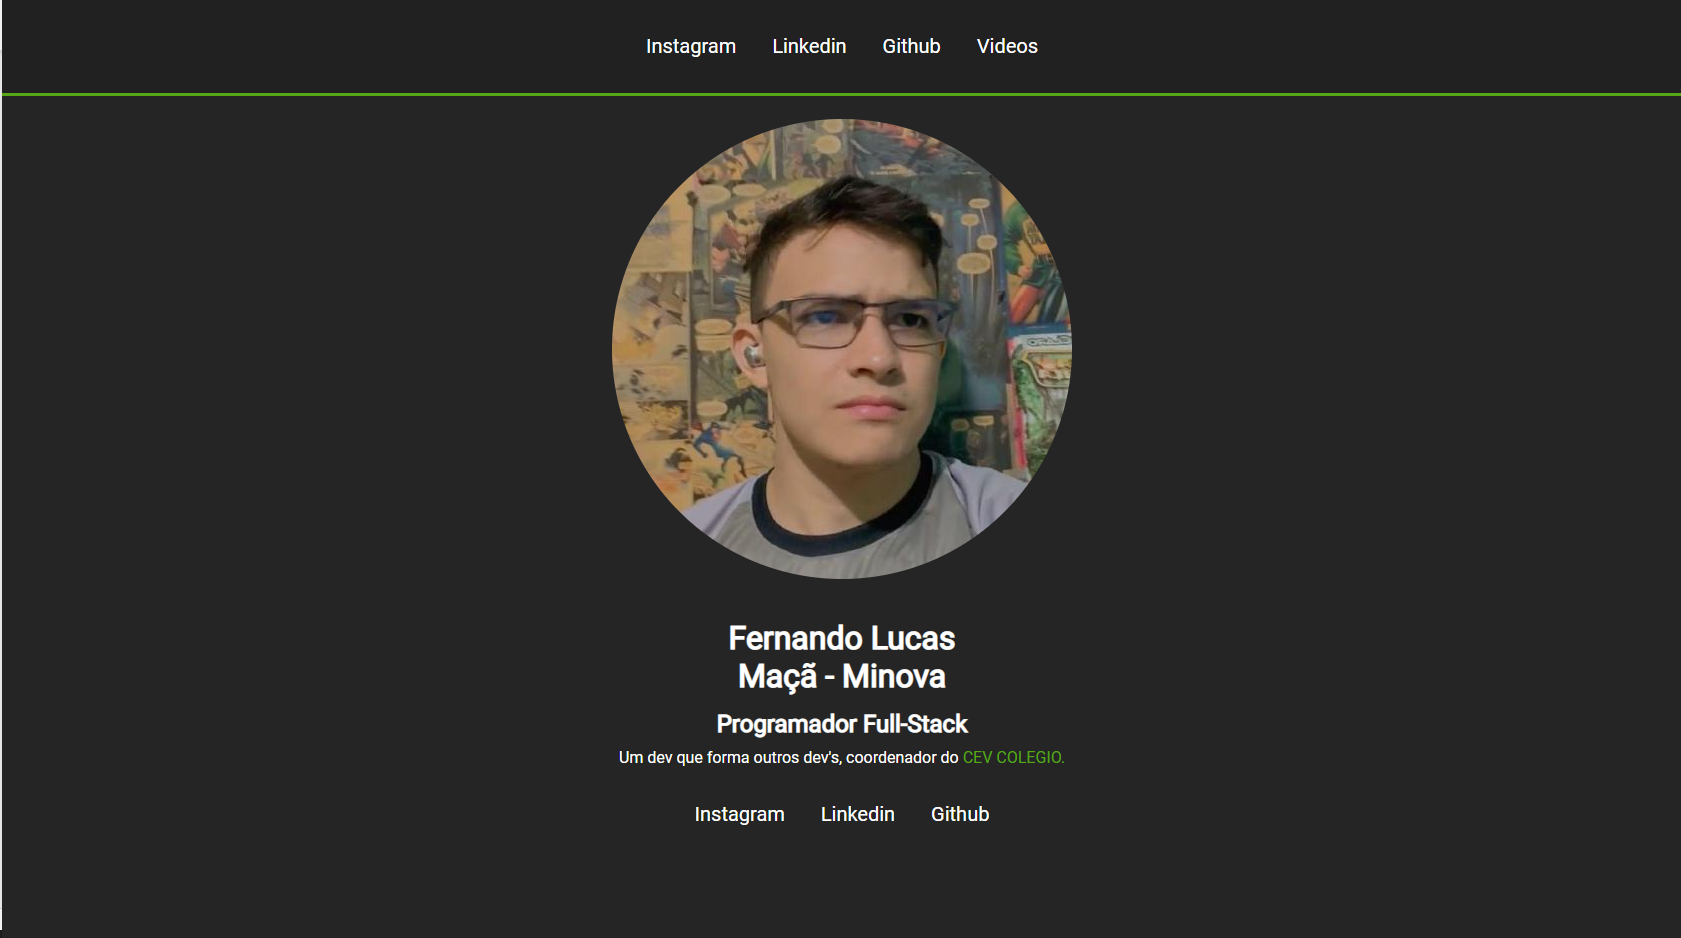 Instagram Linkedin Github Videos
Fernando Lucas
Maçã - Minova
Programador Full-Stack
Um dev que forma outros dev's, coordenador do CEV COLEGIO.
Instagram Linkedin Github